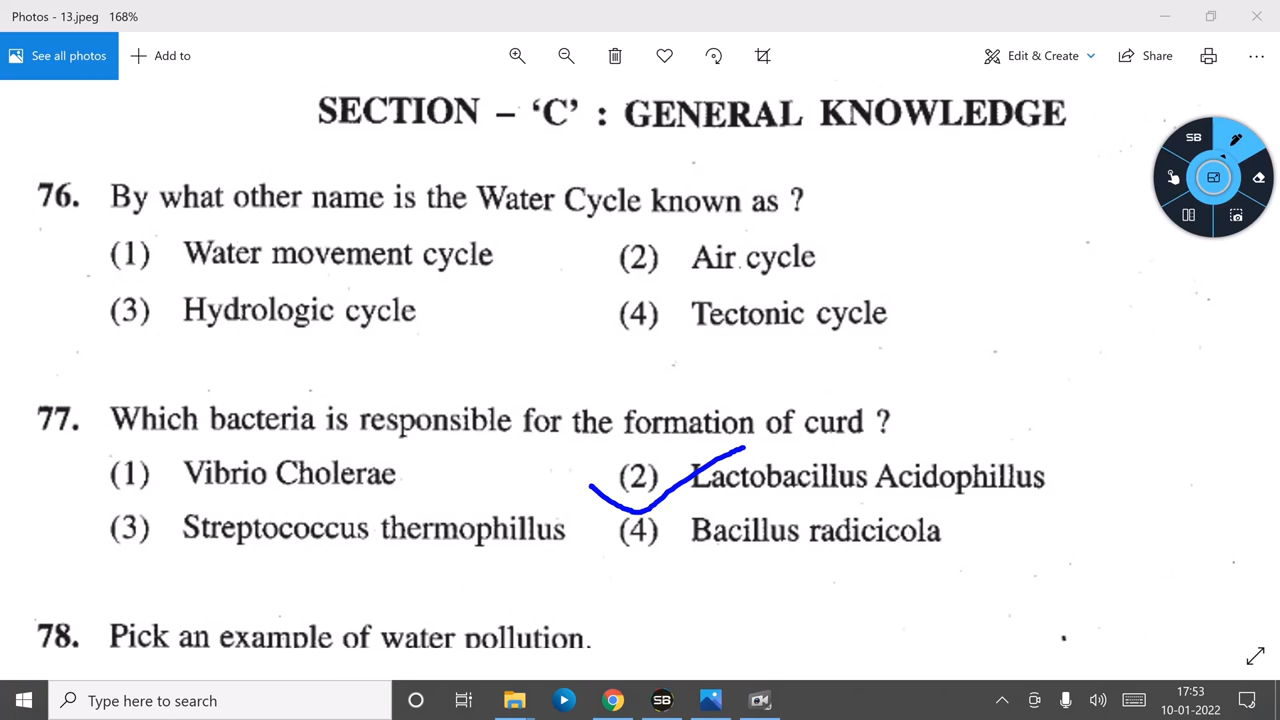 Photos - 13.jpeg 168%
See all photos
Add to
Edit & Create
Share
SECTION – ‘C’ : GENERAL KNOWLEDGE
SB
76. By what other name is the Water Cycle known as ?
(1) Water movement cycle (2) Air cycle
(3) Hydrologic cycle (4) Tectonic cycle
77. Which bacteria is responsible for the formation of curd ?
(1) Vibrio Cholerae (2) Lactobacillus Acidophillus
(3) Streptococcus thermophillus (4) Bacillus radicicola
78. Pick an example of water pollution.
Type here to search
SB
17:53
10-01-2022